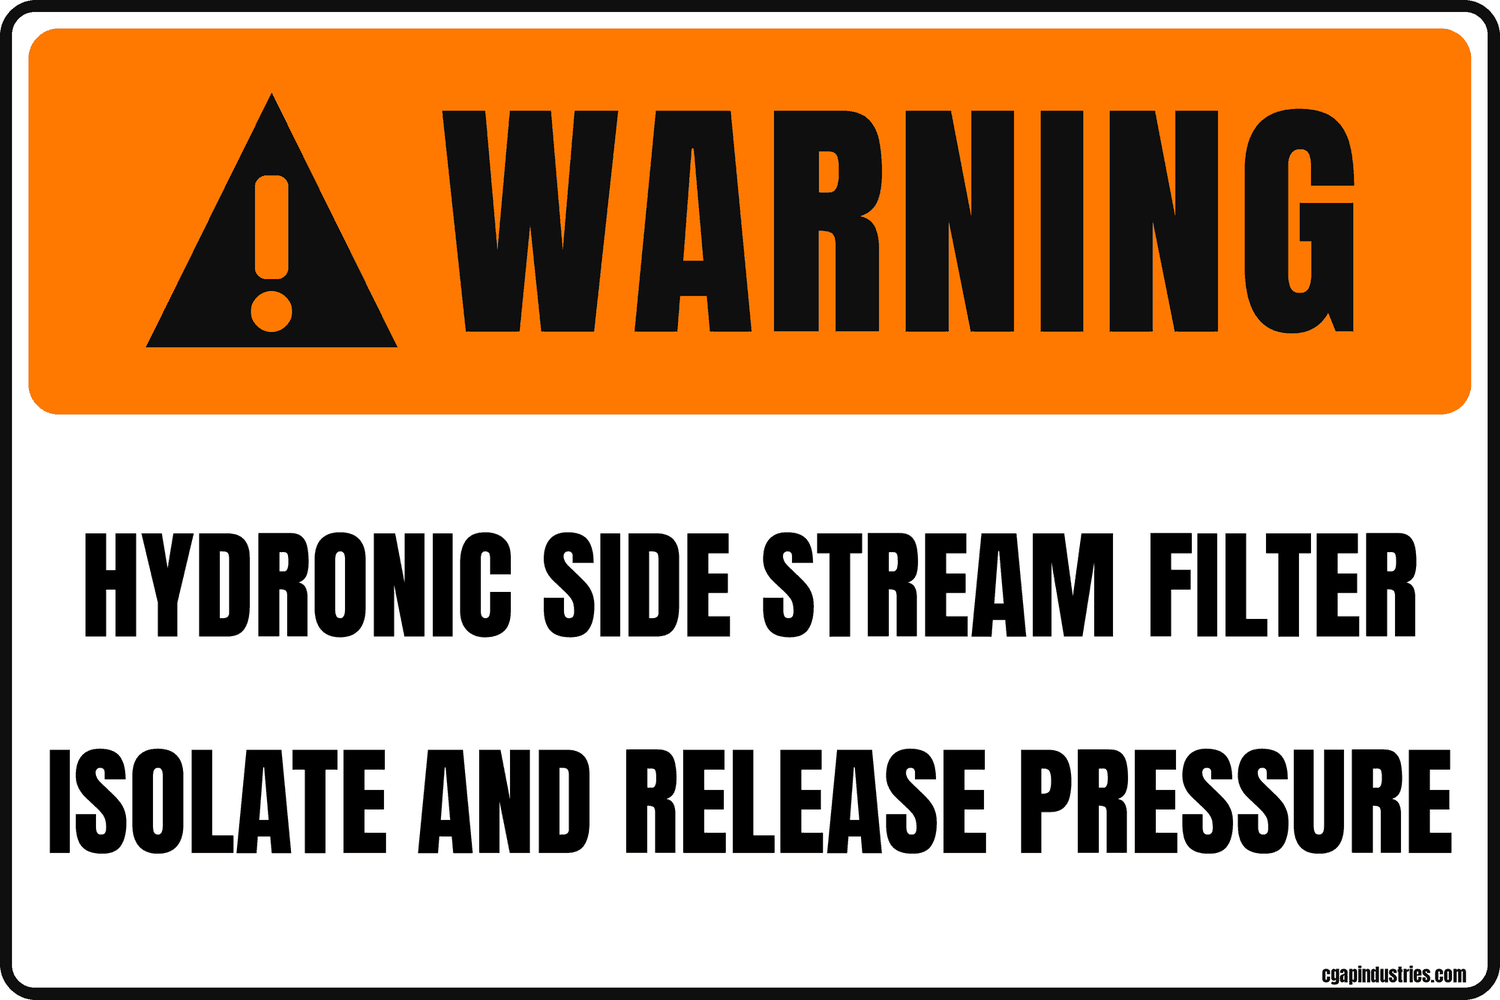 WARNING
HYDRONIC SIDE STREAM FILTER
ISOLATE AND RELEASE PRESSURE
cgapindustries.com